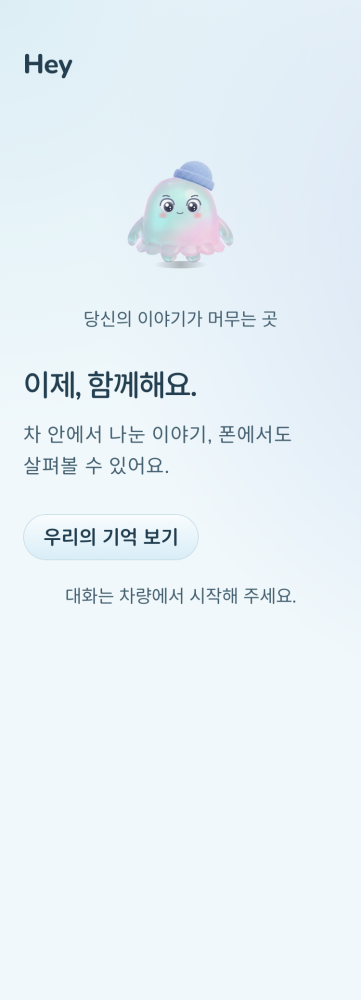 Hey
당신의 이야기가 머무는 곳
이제, 함께해요.
차 안에서 나눈 이야기, 폰에서도
살펴볼 수 있어요.
우리의 기억 보기
대화는 차량에서 시작해 주세요.